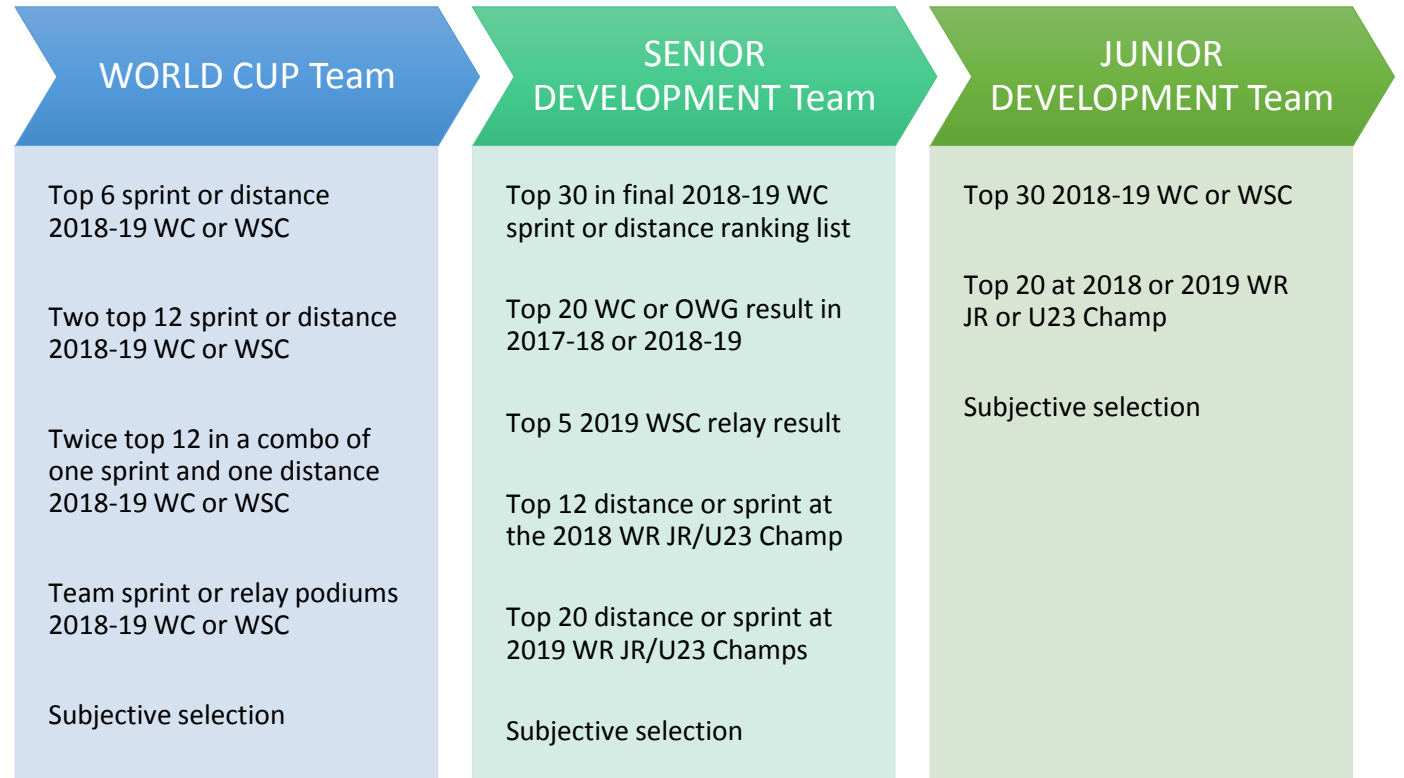 WORLD CUP Team
Top 6 sprint or distance
2018-19 WC or WSC
Two top 12 sprint or distance
2018-19 WC or WSC
Twice top 12 in a combo of
one sprint and one distance
2018-19 WC or WSC
Team sprint or relay podiums
2018-19 WC or WSC
Subjective selection
SENIOR
DEVELOPMENT Team
Top 30 in final 2018-19 WC
sprint or distance ranking list
Top 20 WC or OWG result in
2017-18 or 2018-19
Top 5 2019 WSC relay result
Top 12 distance or sprint at
the 2018 WR JR/U23 Champ
Top 20 distance or sprint at
2019 WR JR/U23 Champs
Subjective selection
JUNIOR
DEVELOPMENT Team
Top 30 2018-19 WC or WSC
Top 20 at 2018 or 2019 WR
JR or U23 Champ
Subjective selection